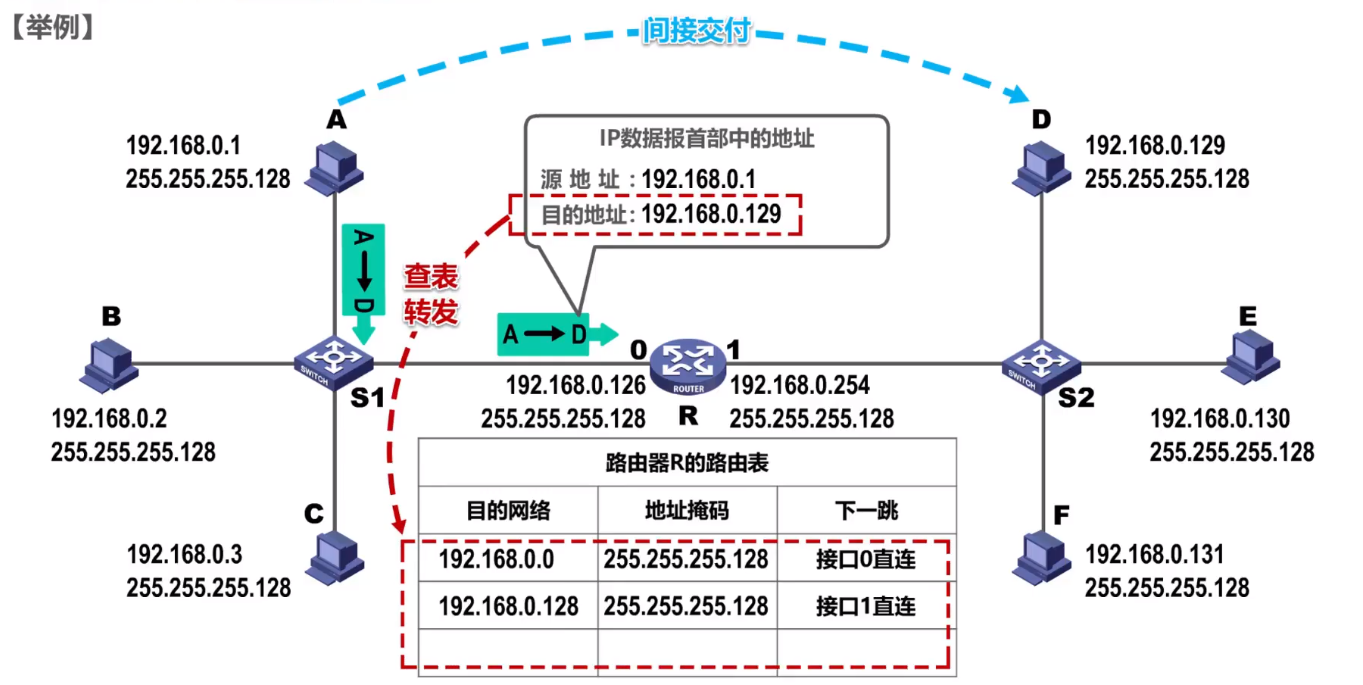 【举例】
间接交付
A
192.168.0.1
255.255.255.128
D
192.168.0.129
255.255.255.128
IP数据报首部中的地址
源地址：192.168.0.1
目的地址：192.168.0.129
A
D
查表
转发
A
D
B
192.168.0.2
255.255.255.128
SWITCH
S1
0
192.168.0.126
255.255.255.128
ROUTER
R
1
192.168.0.254
255.255.255.128
SWITCH
S2
E
192.168.0.130
255.255.255.128
C
192.168.0.3
255.255.255.128
F
192.168.0.131
255.255.255.128
路由器R的路由表
目的网络 地址掩码 下一跳
192.168.0.0 255.255.255.128 接口0直连
192.168.0.128 255.255.255.128 接口1直连